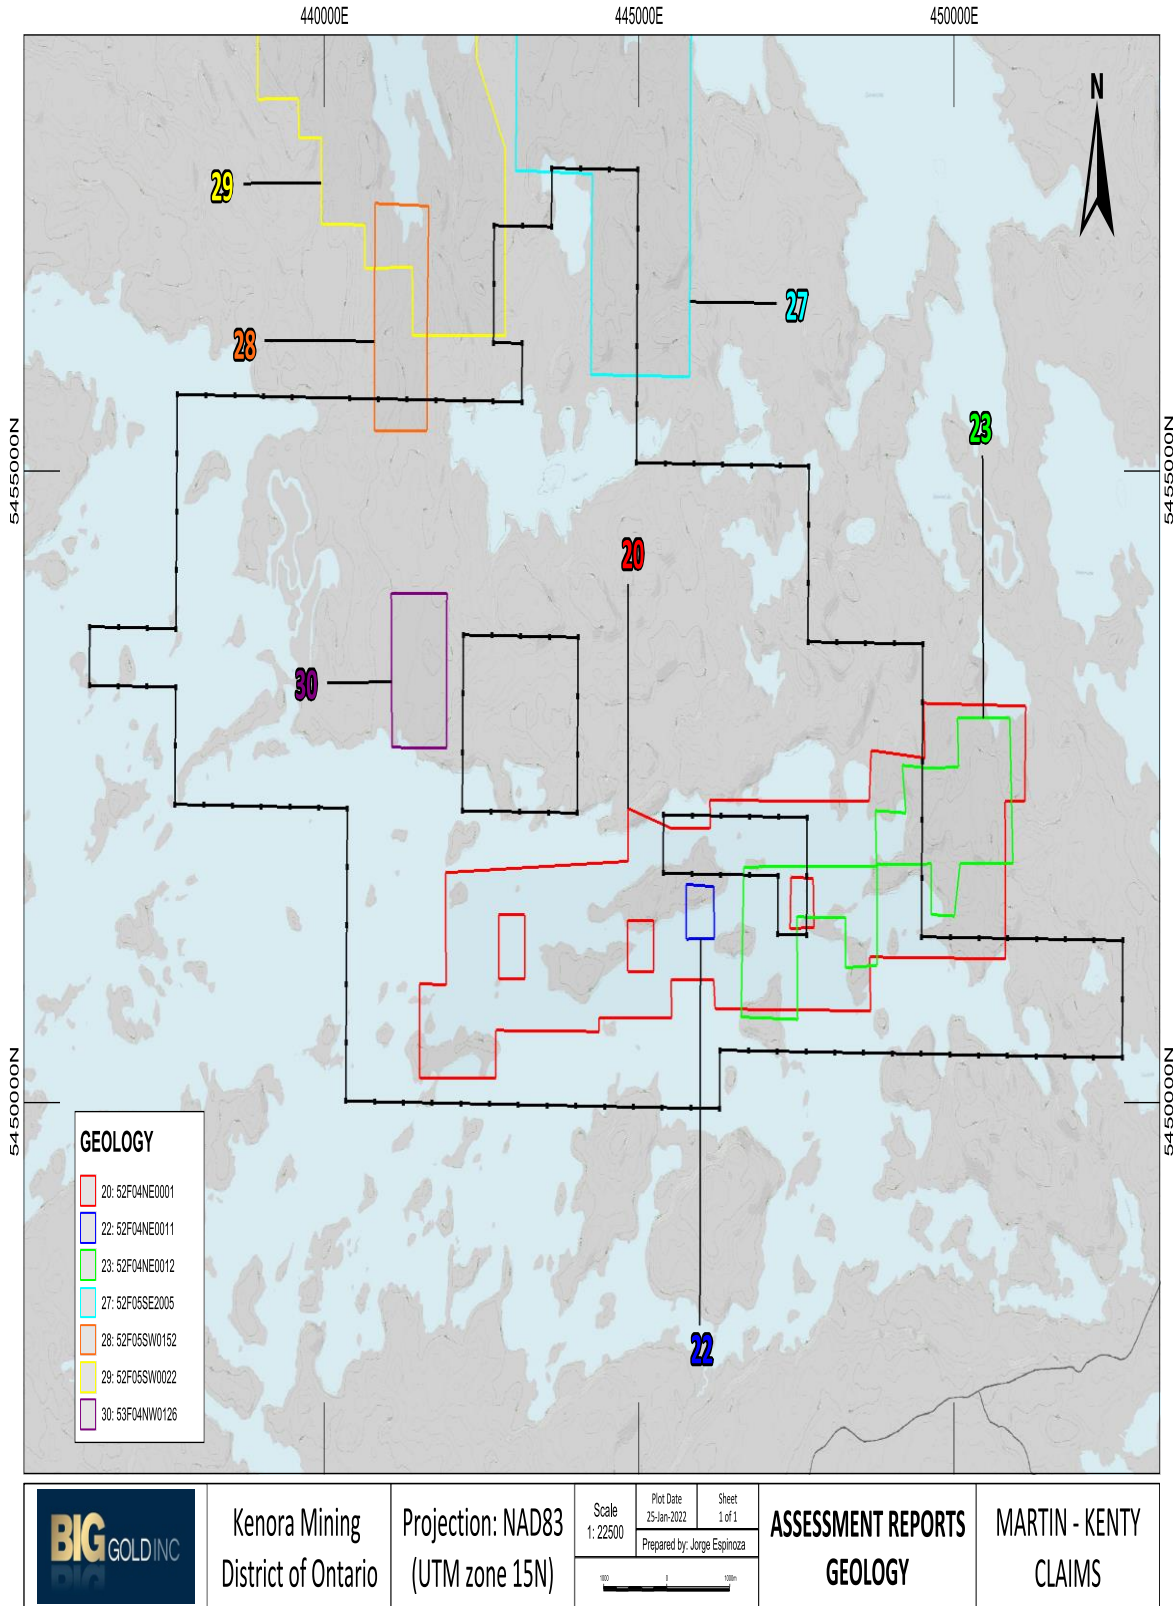 440000E
445000E
450000E
N
29
27
28
23
5455000N
5455000N
20
30
5450000N
5450000N
GEOLOGY
20: 52F04NE0001
22: 52F04NE0011
23: 52F04NE0012
27: 52F05SE2005
28: 52F05SW0152
29: 52F05SW0022
30: 53F04NW0126
22
BIG GOLD INC
Kenora Mining
District of Ontario
Projection: NAD83
(UTM zone 15N)
Scale
1: 22500
Plot Date
25-Jan-2022
Sheet
1 of 1
Prepared by: Jorge Espinoza
1000 0 1000m
ASSESSMENT REPORTS
GEOLOGY
MARTIN - KENTY
CLAIMS